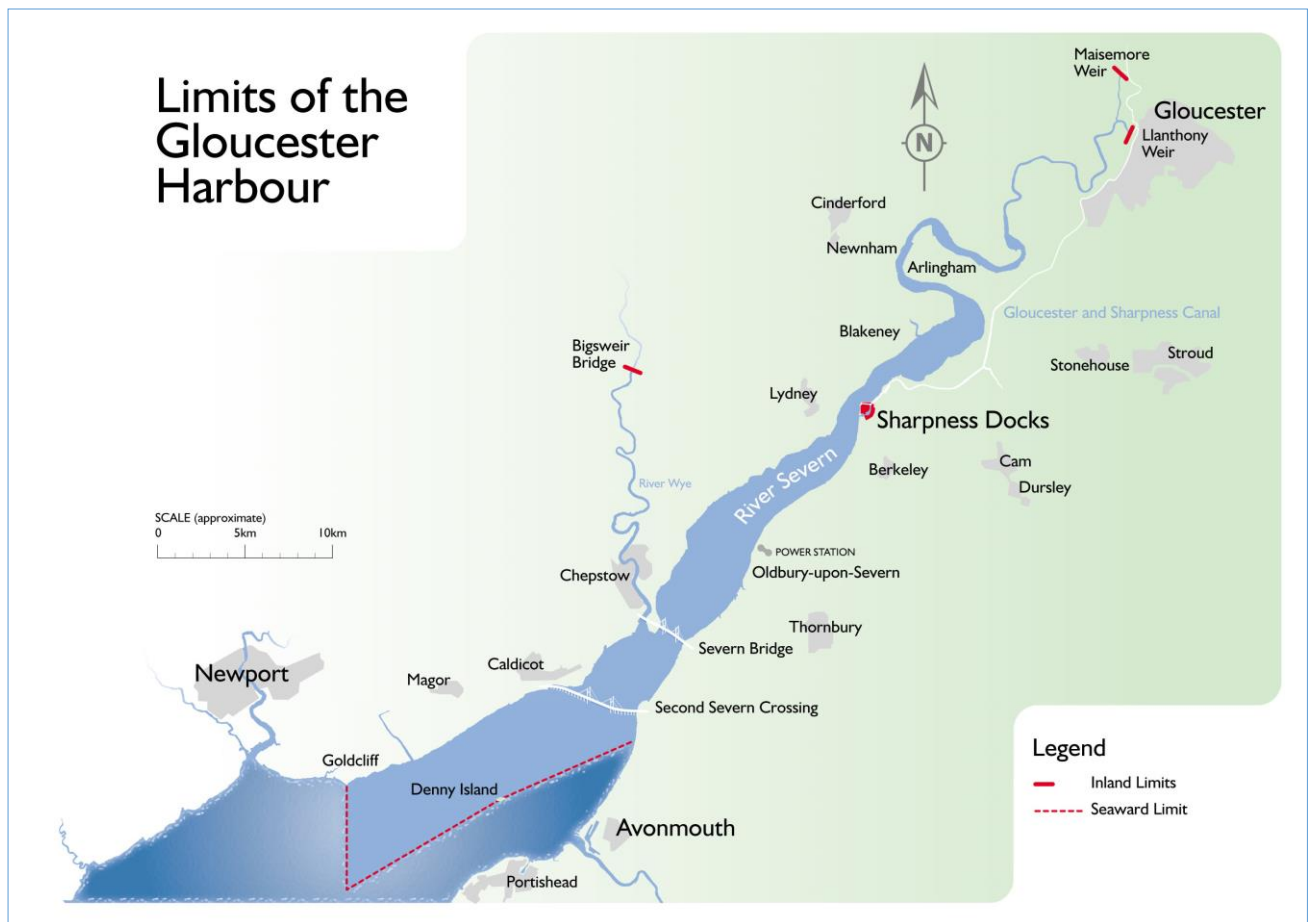 Limits of the
Gloucester
Harbour
Maisemore
Weir
Gloucester
Llanthony
Weir
N
Cinderford
Newnham
Arlingham
Gloucester and Sharpness Canal
Blakeney
Bigsweir
Bridge
Stonehouse
Stroud
Lydney
Sharpness Docks
Berkeley
Cam
Dursley
River Severn
River Wye
SCALE (approximate)
0 5km 10km
POWER STATION
Oldbury-upon-Severn
Chepstow
Thornbury
Severn Bridge
Caldicot
Newport
Magor
Second Severn Crossing
Goldcliff
Denny Island
Avonmouth
Portishead
Legend
Inland Limits
Seaward Limit